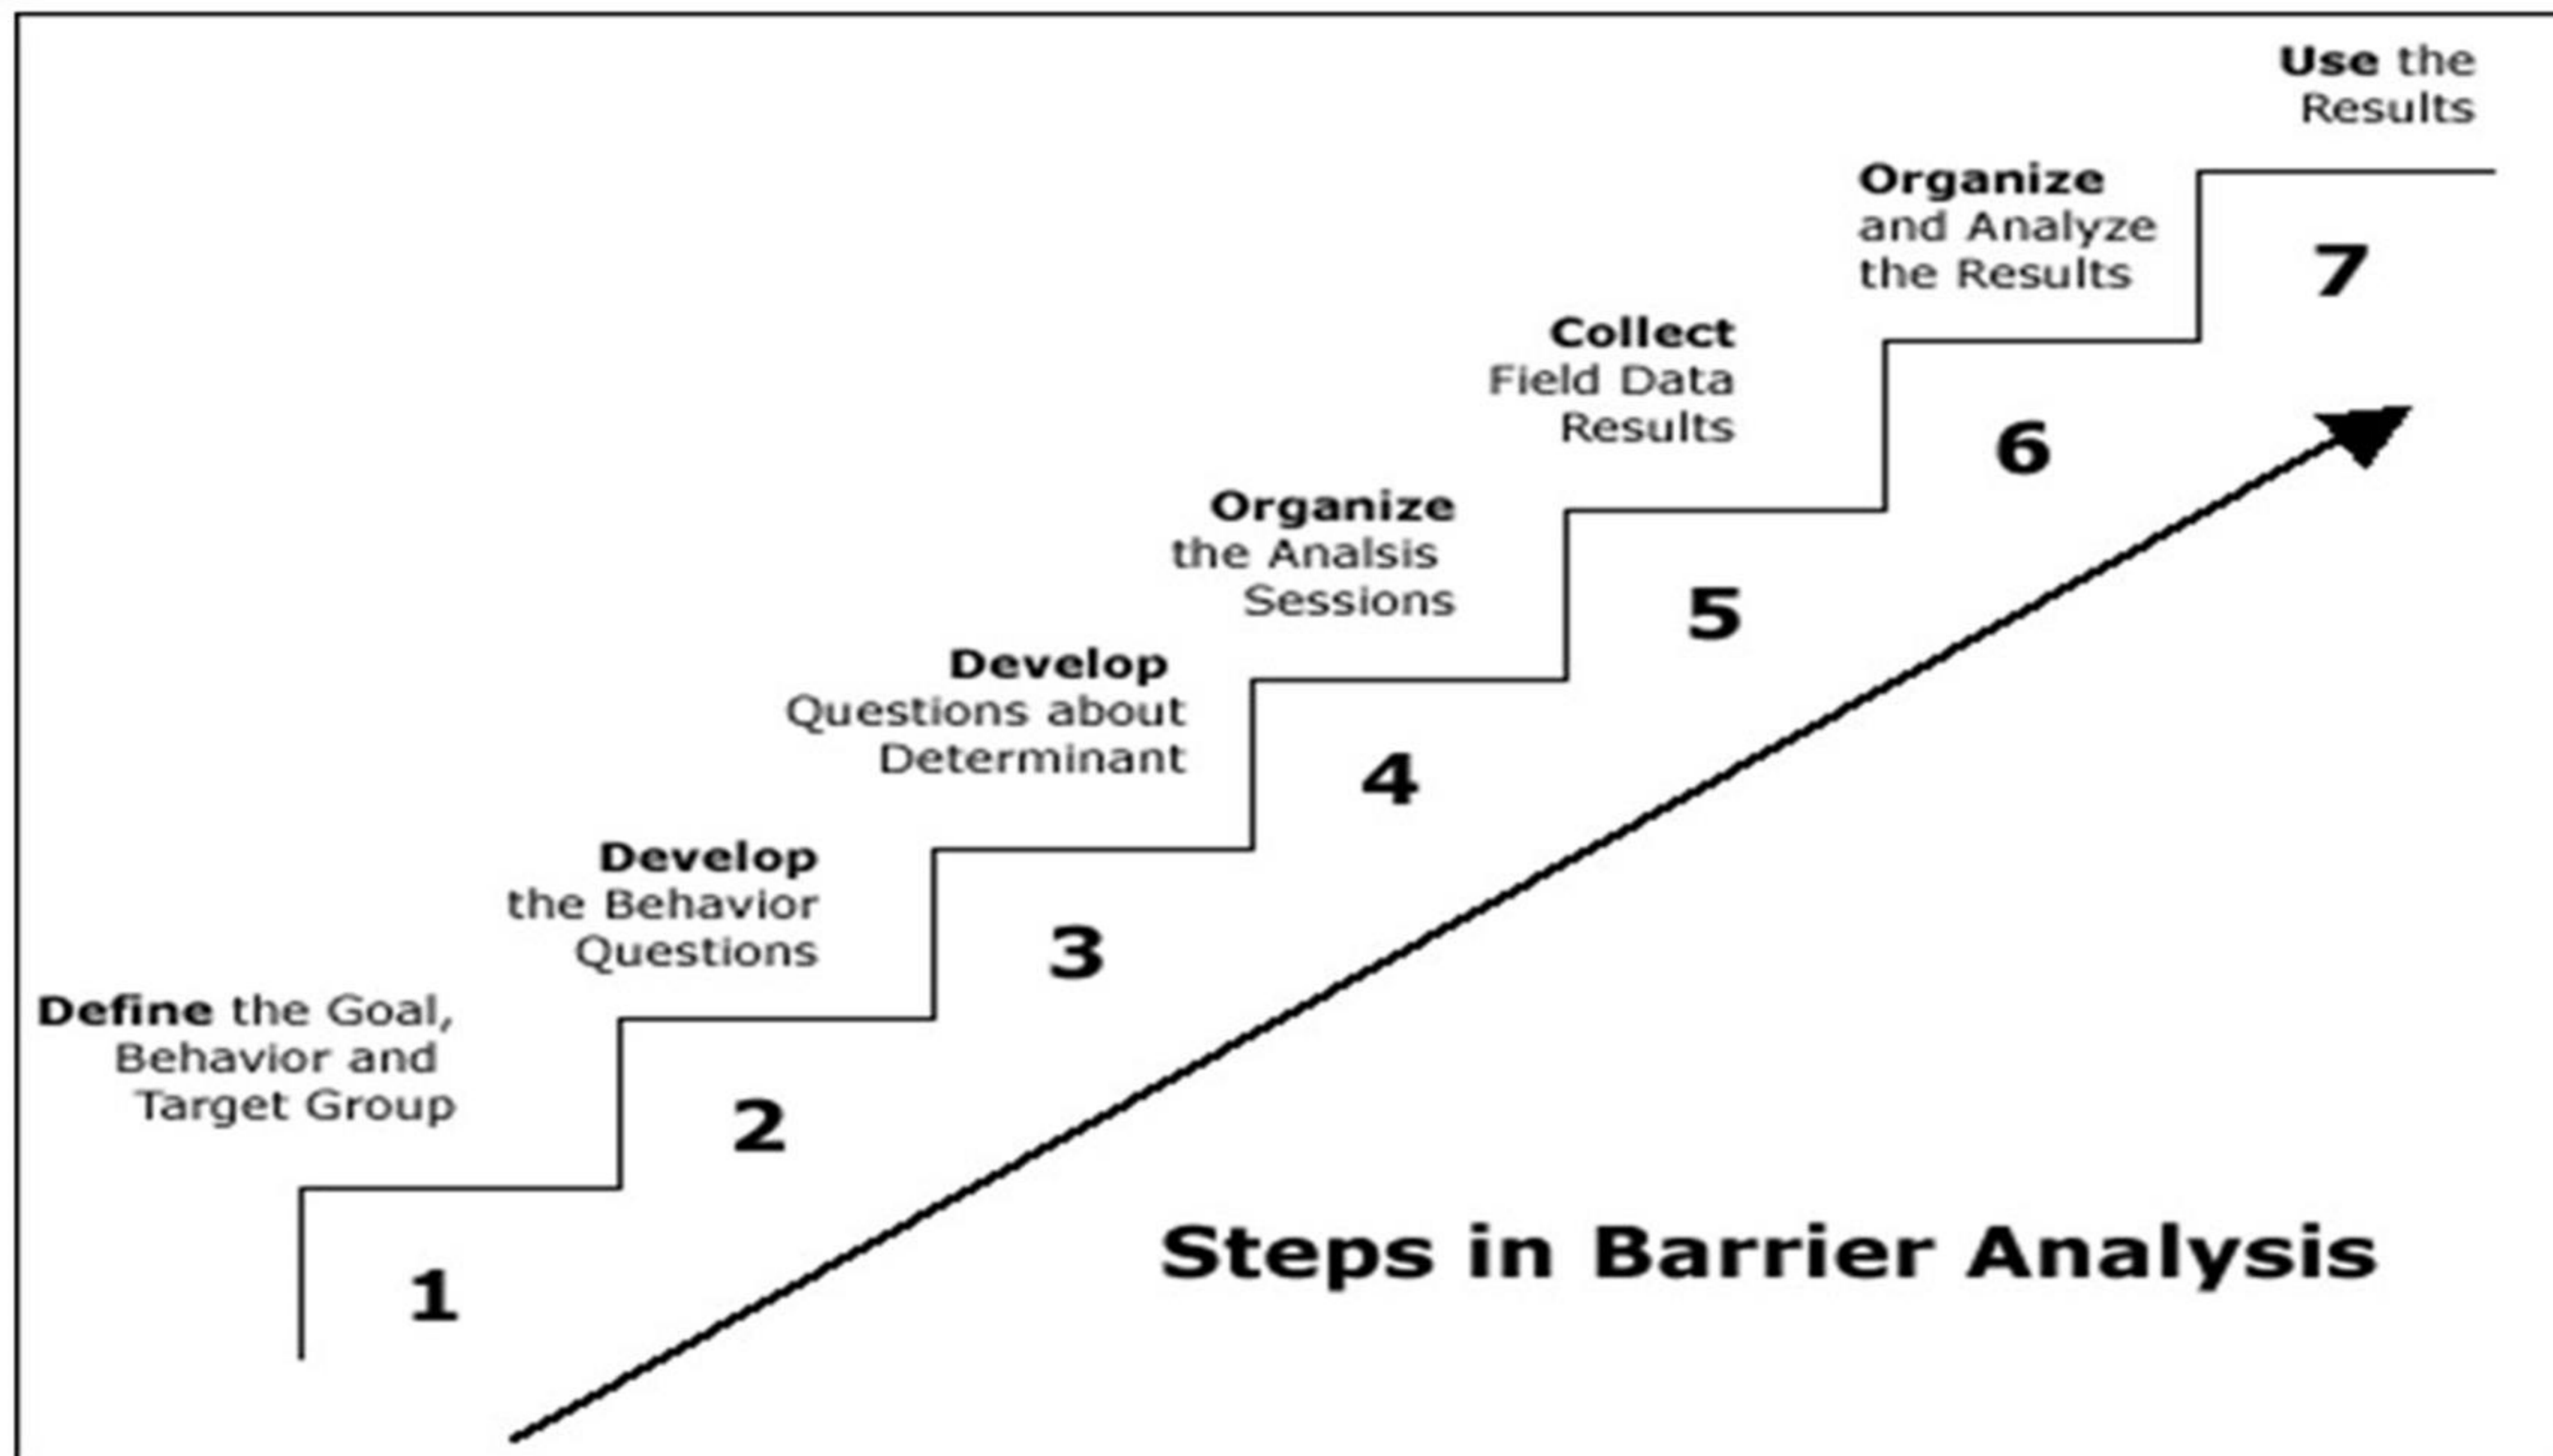 Use the
Results
7
Organize
and Analyze
the Results
6
Collect
Field Data
Results
5
Organize
the Analsis
Sessions
4
Develop
Questions about
Determinant
3
Develop
the Behavior
Questions
2
Define the Goal,
Behavior and
Target Group
1
Steps in Barrier Analysis